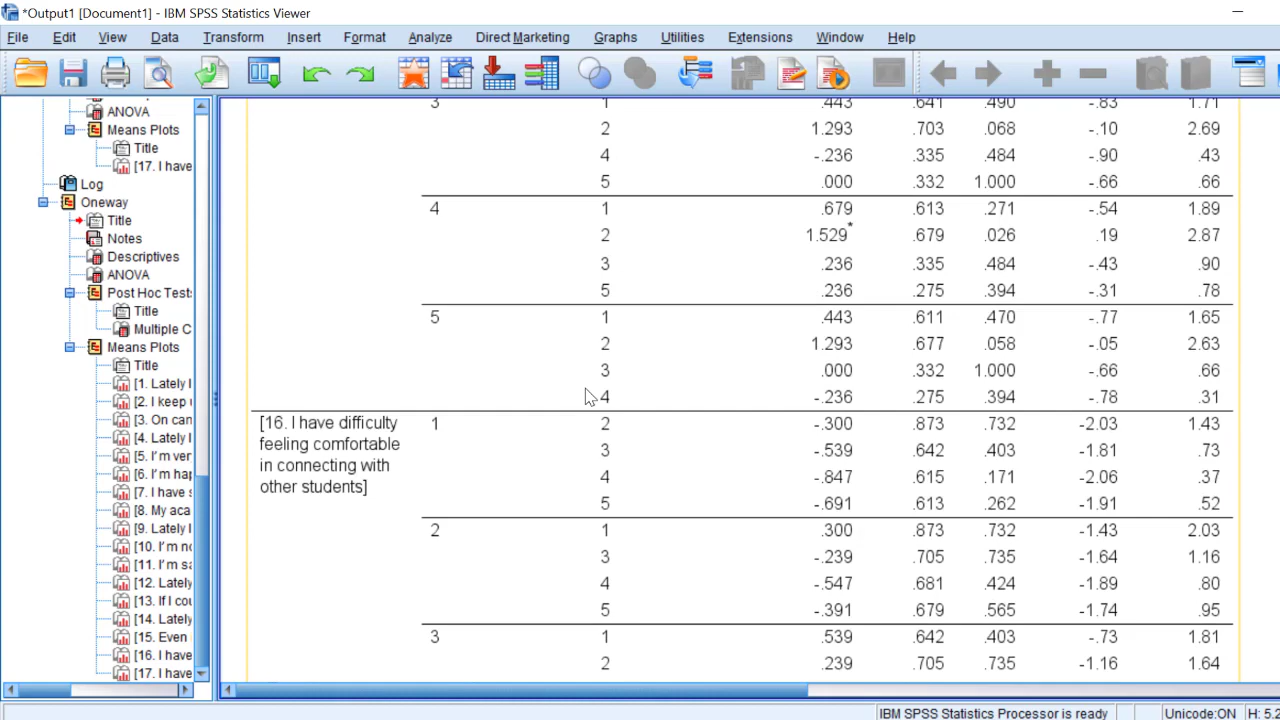 *Output1 [Document1] - IBM SPSS Statistics Viewer
File Edit View Data Transform Insert Format Analyze Direct Marketing Graphs Utilities Extensions Window Help
ANOVA
Means Plots
Title
[17. I have
Log
Oneway
Title
Notes
Descriptives
ANOVA
Post Hoc Test
Title
Multiple C
Means Plots
Title
[1. Lately I
[2. I keep
[3. On can
[4. Lately I
[5. I'm ver
[6. I'm hap
[7. I have s
[8. My aca
[9. Lately I
[10. I'm no
[11. I'm sa
[12. Lately
[13. If I cou
[14. Lately
[15. Even
[16. I have
[17. I have
3 1 .443 .641 .490 -.83 1.71
2 1.293 .703 .068 -.10 2.69
4 -.236 .335 .484 -.90 .43
5 .000 .332 1.000 -.66 .66
4 1 .679 .613 .271 -.54 1.89
2 1.529* .679 .026 .19 2.87
3 .236 .335 .484 -.43 .90
5 .236 .275 .394 -.31 .78
5 1 .443 .611 .470 -.77 1.65
2 1.293 .677 .058 -.05 2.63
3 .000 .332 1.000 -.66 .66
4 -.236 .275 .394 -.78 .31
[16. I have difficulty
feeling comfortable
in connecting with
other students]
1 2 -.300 .873 .732 -2.03 1.43
3 -.539 .642 .403 -1.81 .73
4 -.847 .615 .171 -2.06 .37
5 -.691 .613 .262 -1.91 .52
2 1 .300 .873 .732 -1.43 2.03
3 -.239 .705 .735 -1.64 1.16
4 -.547 .681 .424 -1.89 .80
5 -.391 .679 .565 -1.74 .95
3 1 .539 .642 .403 -.73 1.81
2 .239 .705 .735 -1.16 1.64
IBM SPSS Statistics Processor is ready Unicode:ON H: 5,2